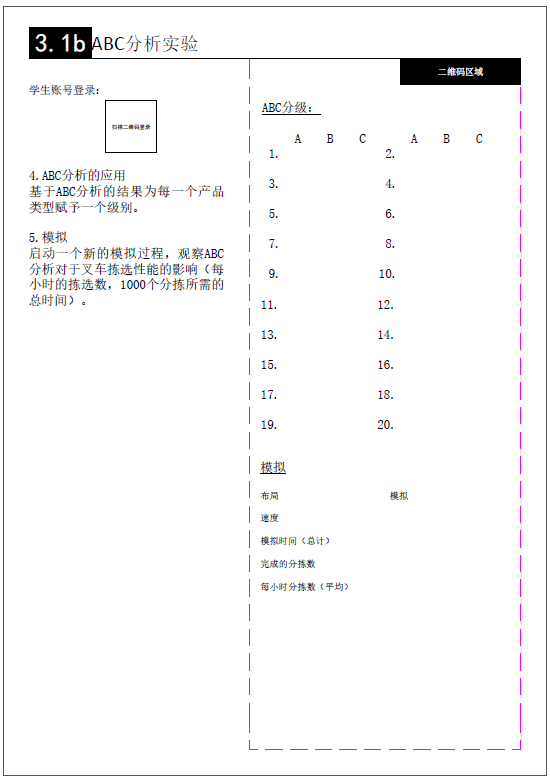 3.1b ABC分析实验
二维码区域
学生账号登录：
扫描二维码登录
4.ABC分析的应用
基于ABC分析的结果为每一个产品
类型赋予一个级别。
5.模拟
启动一个新的模拟过程，观察ABC
分析对于叉车拣选性能的影响（每
小时的拣选数，1000个分拣所需的
总时间）。
ABC分级：
A B C A B C
1. 2.
3. 4.
5. 6.
7. 8.
9. 10.
11. 12.
13. 14.
15. 16.
17. 18.
19. 20.
模拟
布局 模拟
速度
模拟时间（总计）
完成的分拣数
每小时分拣数（平均）